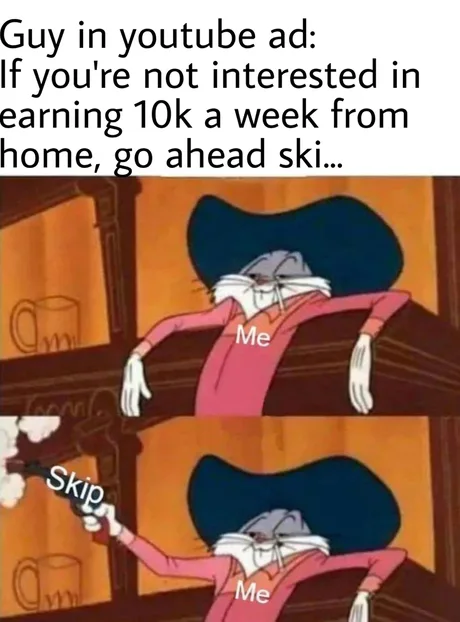 Guy in youtube ad:
If you're not interested in
earning 10k a week from
home, go ahead ski...
Me
Skip
Me